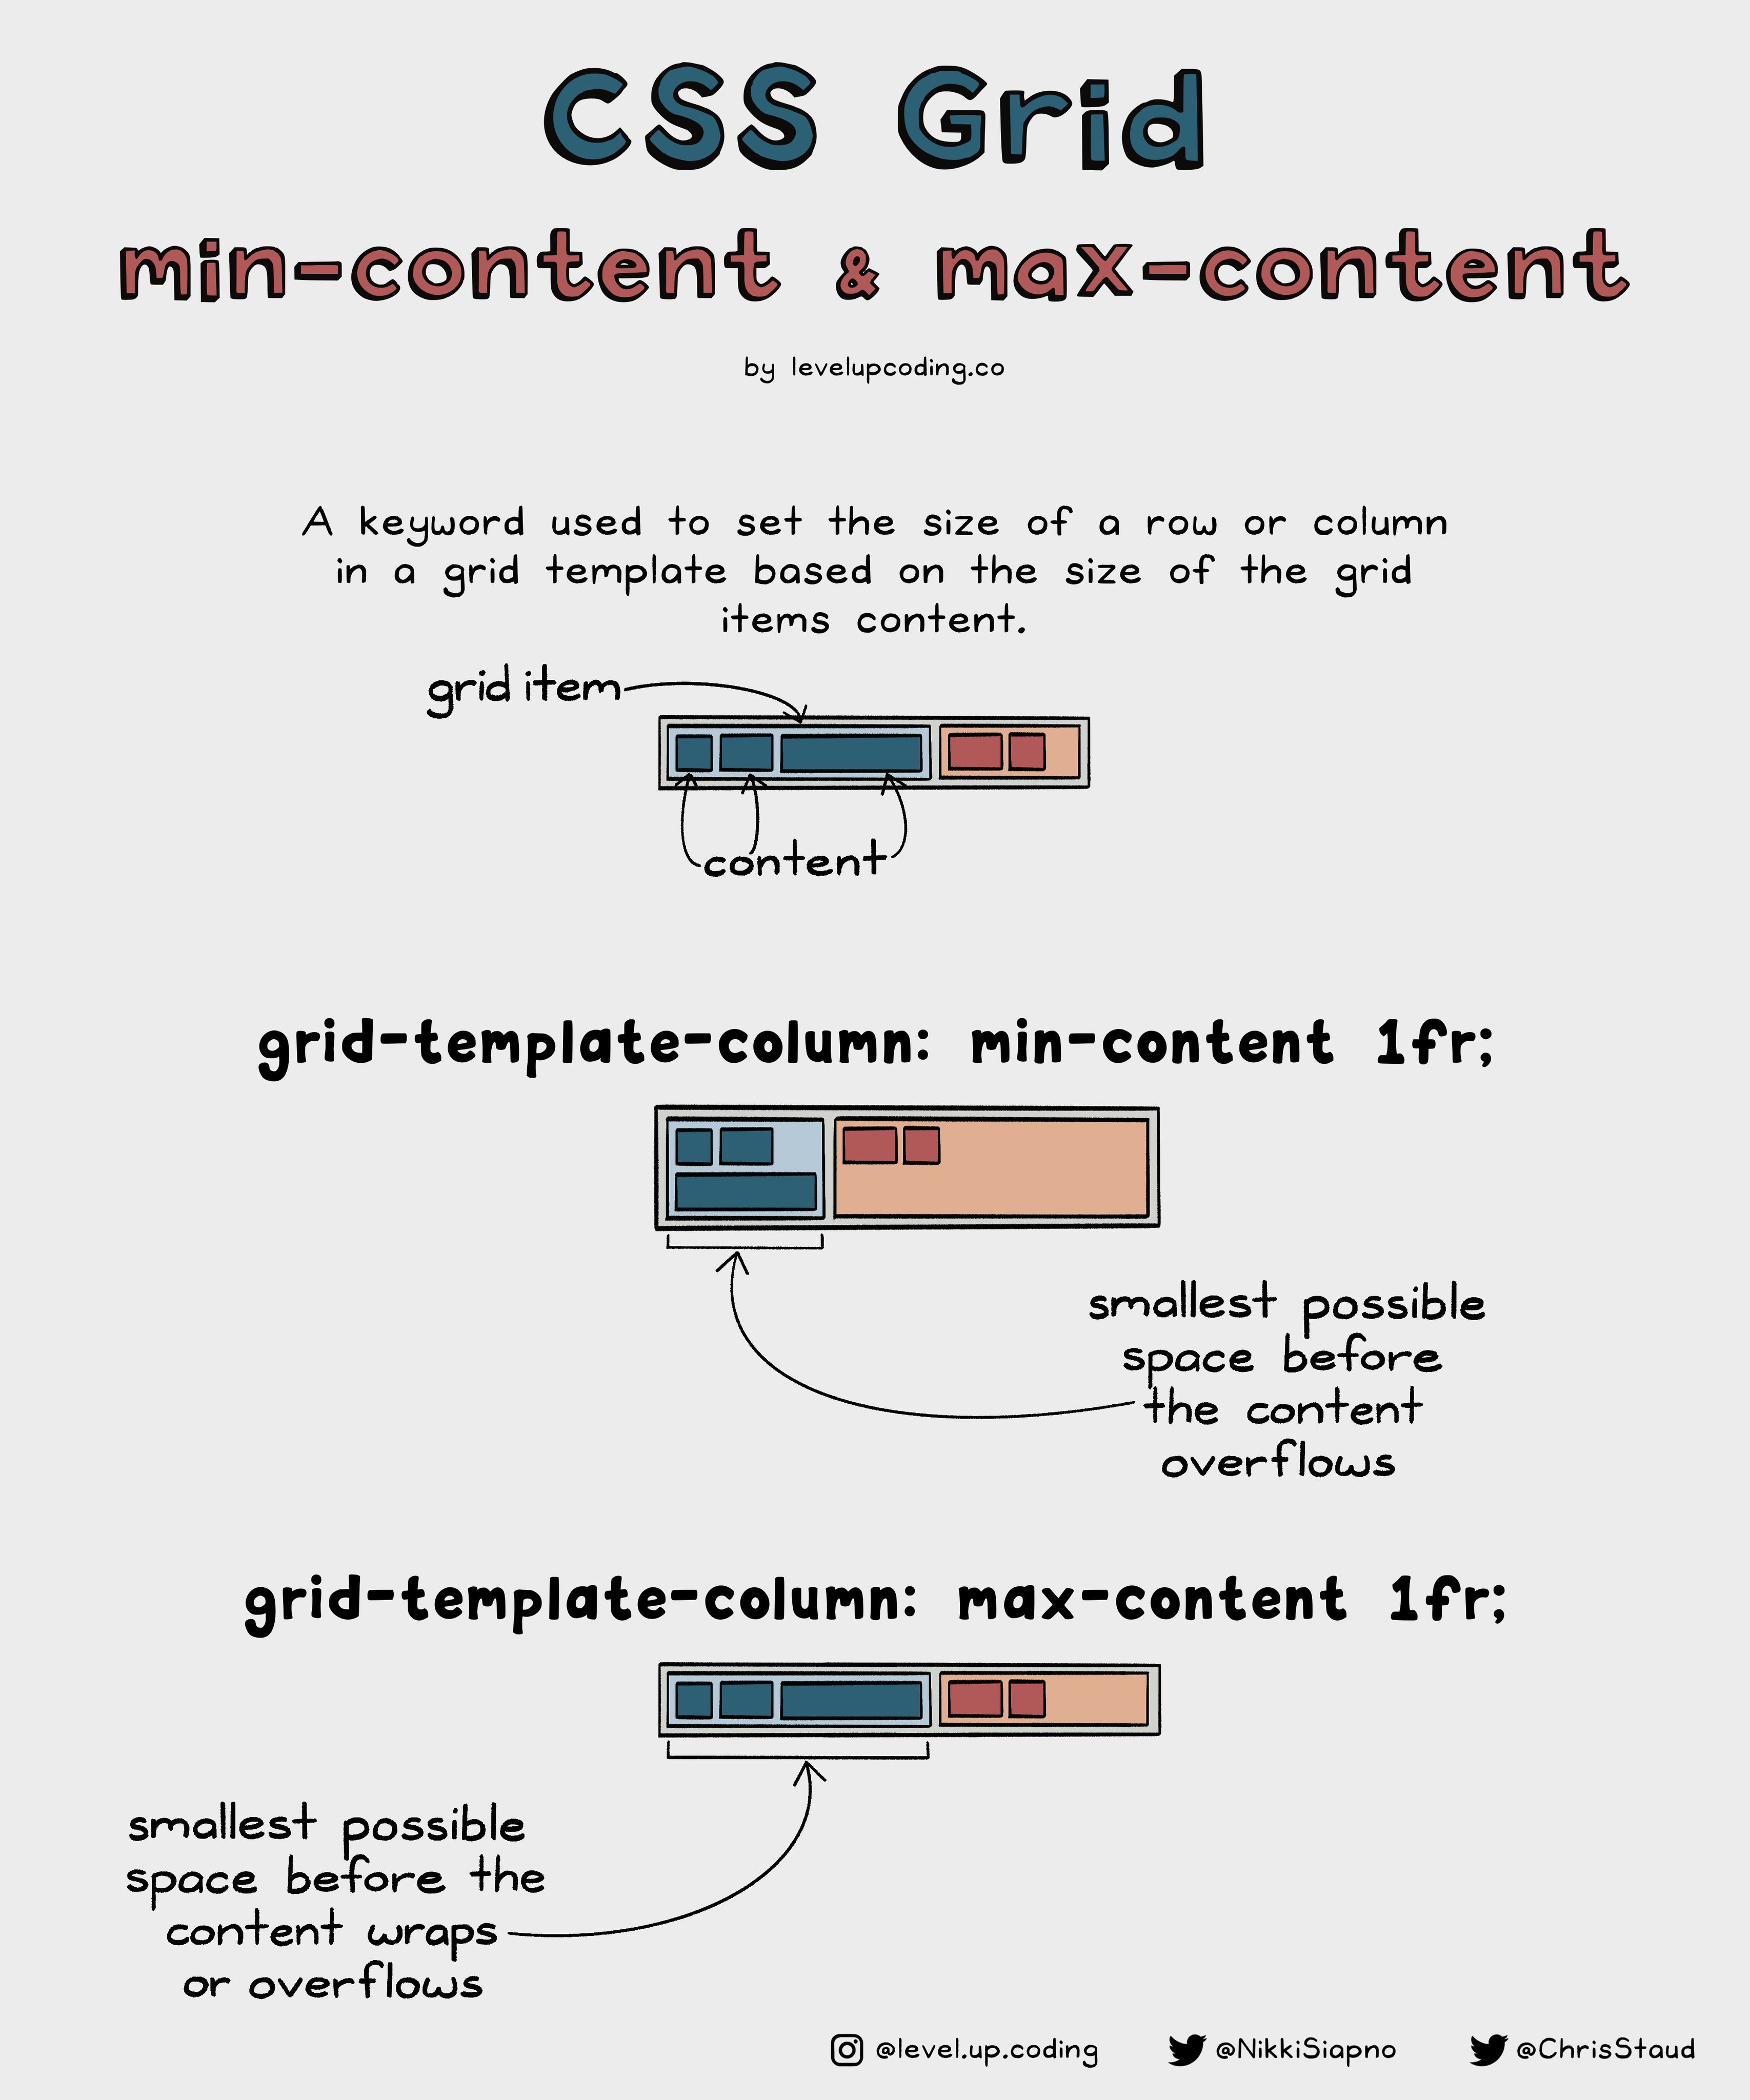 CSS Grid
min-content & max-content
by levelupcoding.co
A keyword used to set the size of a row or column
in a grid template based on the size of the grid
items content.
grid item
content
grid-template-column: min-content 1fr;
smallest possible
space before
the content
overflows
grid-template-column: max-content 1fr;
smallest possible
space before the
content wraps
or overflows
@level.up.coding @NikkiSiapno @ChrisStaud